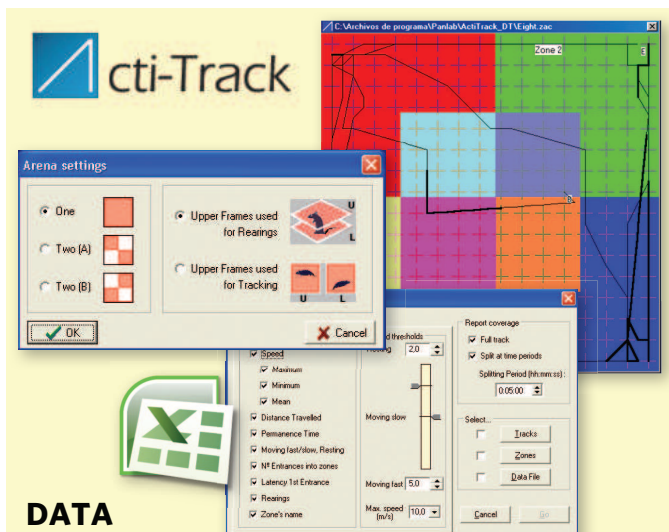 Acti-Track
C:\Archivos de programa\Panlab\ActiTrack_DT\Eight.zac
Zone 2
E
B
Arena settings
One
Two (A)
Two (B)
Upper Frames used
for Rearings
U
L
Upper Frames used
for Tracking
U L
OK
Cancel
Speed
Maximum
Minimum
Mean
Distance Travelled
Permanence Time
Moving fast/slow, Resting
Nº Entrances into zones
Latency 1st Entrance
Rearings
Zone's name
thresholds
2,0
Moving slow
Moving fast 5,0
Max. speed
(m/s) 10,0
Report coverage
Full track
Split at time periods
Splitting Period (hh:mm:ss) :
0:05:00
Select...
Tracks
Zones
Data File
Cancel
Go
DATA